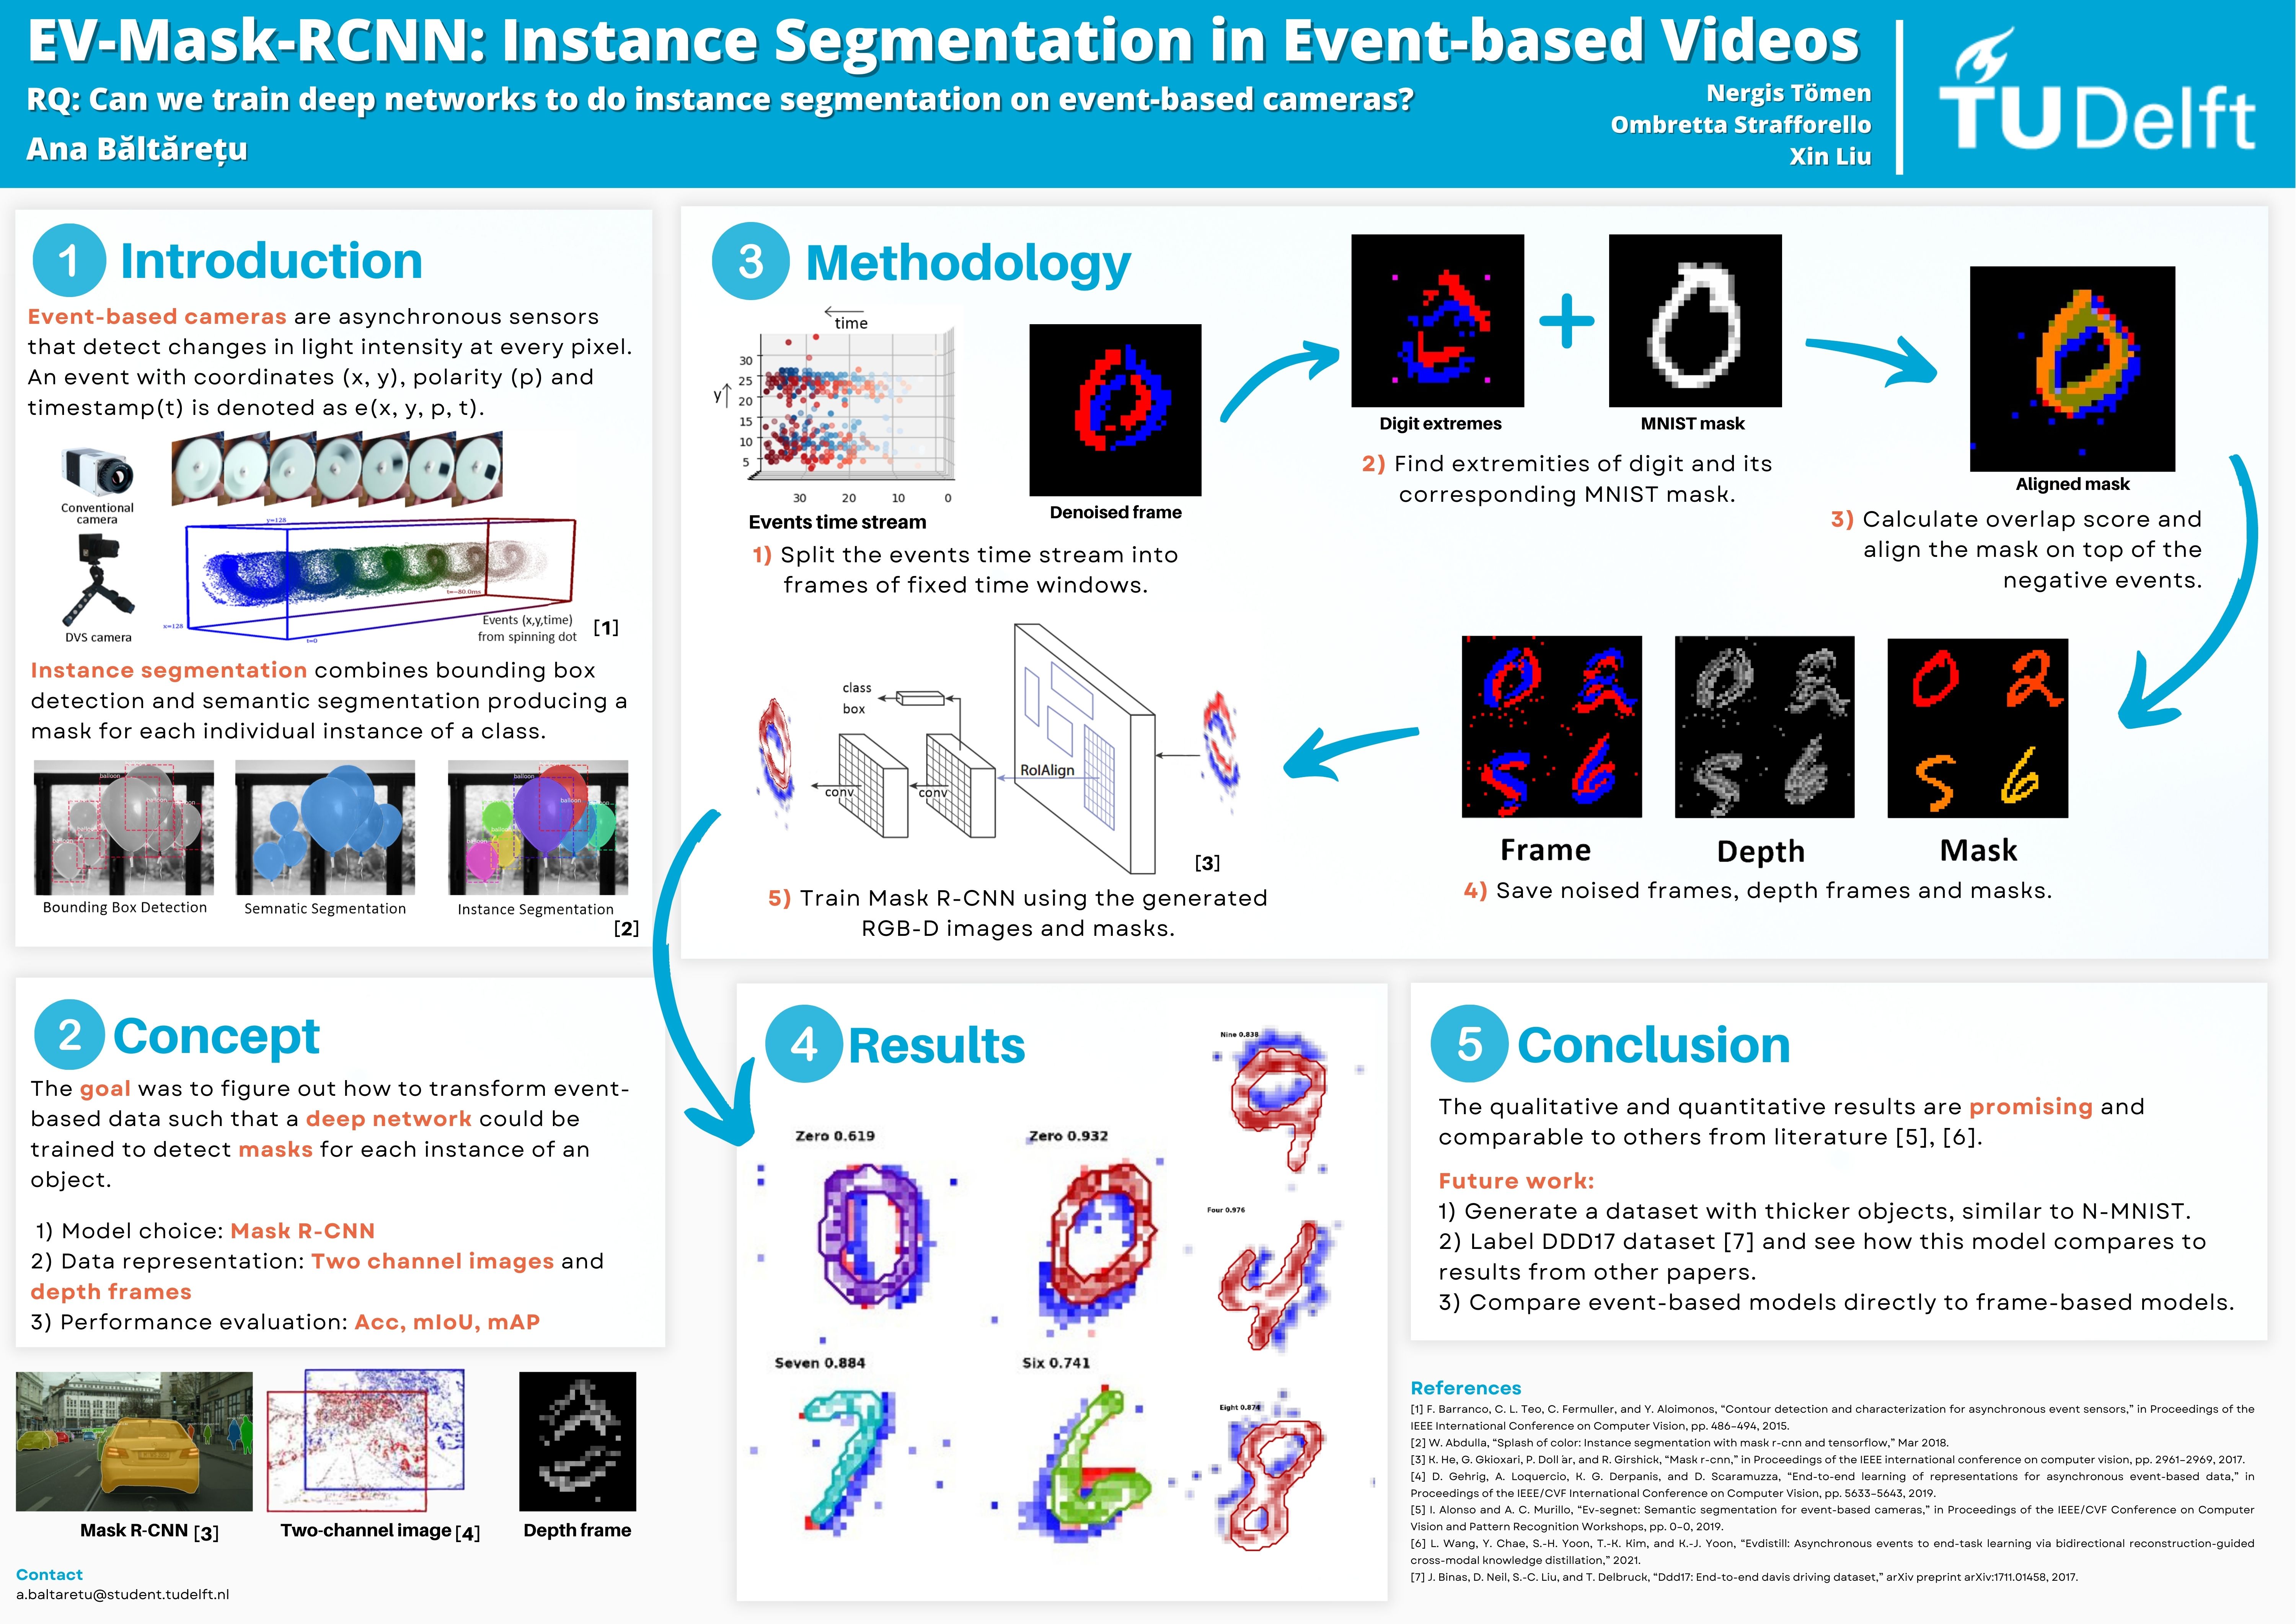 EV-Mask-RCNN: Instance Segmentation in Event-based Videos
RQ: Can we train deep networks to do instance segmentation on event-based cameras?
Ana Băltărețu
Nergis Tömen
Ombretta Strafforello
Xin Liu
TU Delft
1 Introduction
Event-based cameras are asynchronous sensors
that detect changes in light intensity at every pixel.
An event with coordinates (x, y), polarity (p) and
timestamp(t) is denoted as e(x, y, p, t).
Conventional
camera
DVS camera
y=128
x=128
t=0
t=-80.0ms
Events (x,y,time)
from spinning dot
[1]
Instance segmentation combines bounding box
detection and semantic segmentation producing a
mask for each individual instance of a class.
balloon
balloon
balloon
Bounding Box Detection
Semnatic Segmentation
Instance Segmentation
[2]
2 Concept
The goal was to figure out how to transform event-
based data such that a deep network could be
trained to detect masks for each instance of an
object.
1) Model choice: Mask R-CNN
2) Data representation: Two channel images and
depth frames
3) Performance evaluation: Acc, mIoU, mAP
Mask R-CNN [3]
Two-channel image [4]
Depth frame
Contact
a.baltaretu@student.tudelft.nl
3 Methodology
time
y
30
25
20
15
10
5
30 20 10 0
Events time stream
Denoised frame
1) Split the events time stream into
frames of fixed time windows.
Digit extremes
MNIST mask
2) Find extremities of digit and its
corresponding MNIST mask.
Aligned mask
3) Calculate overlap score and
align the mask on top of the
negative events.
Frame
Depth
Mask
4) Save noised frames, depth frames and masks.
class
box
RoIAlign
conv
conv
[3]
5) Train Mask R-CNN using the generated
RGB-D images and masks.
4 Results
Nine 0.838
Zero 0.619
Zero 0.932
Four 0.976
Seven 0.884
Six 0.741
Eight 0.874
5 Conclusion
The qualitative and quantitative results are promising and
comparable to others from literature [5], [6].
Future work:
1) Generate a dataset with thicker objects, similar to N-MNIST.
2) Label DDD17 dataset [7] and see how this model compares to
results from other papers.
3) Compare event-based models directly to frame-based models.
References
[1] F. Barranco, C. L. Teo, C. Fermuller, and Y. Aloimonos, “Contour detection and characterization for asynchronous event sensors,” in Proceedings of the
IEEE International Conference on Computer Vision, pp. 486–494, 2015.
[2] W. Abdulla, “Splash of color: Instance segmentation with mask r-cnn and tensorflow,” Mar 2018.
[3] K. He, G. Gkioxari, P. Doll ́ar, and R. Girshick, “Mask r-cnn,” in Proceedings of the IEEE international conference on computer vision, pp. 2961–2969, 2017.
[4] D. Gehrig, A. Loquercio, K. G. Derpanis, and D. Scaramuzza, “End-to-end learning of representations for asynchronous event-based data,” in
Proceedings of the IEEE/CVF International Conference on Computer Vision, pp. 5633–5643, 2019.
[5] I. Alonso and A. C. Murillo, “Ev-segnet: Semantic segmentation for event-based cameras,” in Proceedings of the IEEE/CVF Conference on Computer
Vision and Pattern Recognition Workshops, pp. 0–0, 2019.
[6] L. Wang, Y. Chae, S.-H. Yoon, T.-K. Kim, and K.-J. Yoon, “Evdistill: Asynchronous events to end-task learning via bidirectional reconstruction-guided
cross-modal knowledge distillation,” 2021.
[7] J. Binas, D. Neil, S.-C. Liu, and T. Delbruck, “Ddd17: End-to-end davis driving dataset,” arXiv preprint arXiv:1711.01458, 2017.